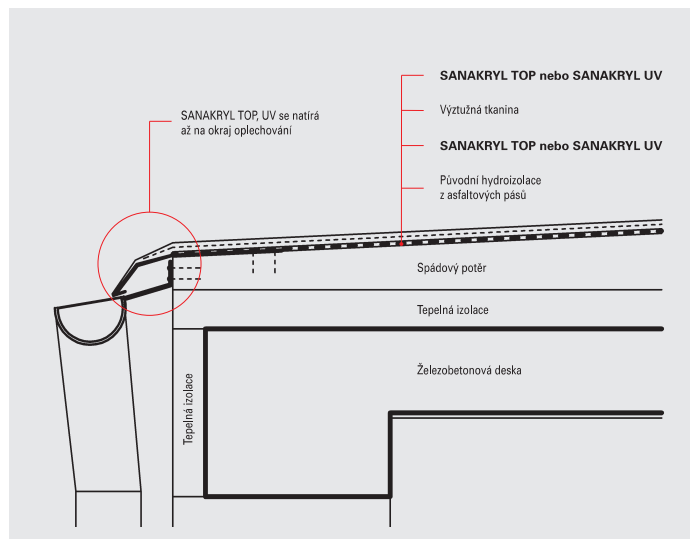 SANAKRYL TOP nebo SANAKRYL UV
SANAKRYL TOP, UV se natírá
až na okraj oplechování
Výztužná tkanina
SANAKRYL TOP nebo SANAKRYL UV
Původní hydroizolace
z asfaltových pásů
Spádový potěr
Tepelná izolace
Železobetonová deska
Tepelná izolace